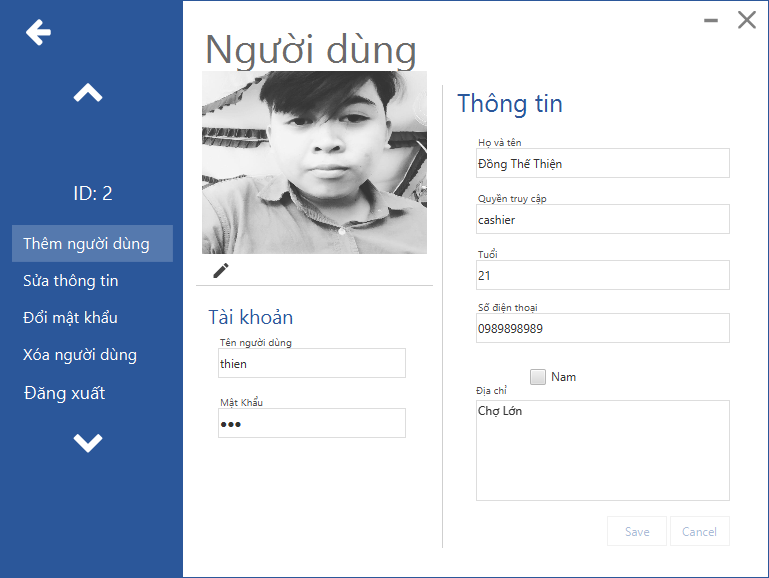 ID: 2
Thêm người dùng
Sửa thông tin
Đổi mật khẩu
Xóa người dùng
Đăng xuất
Người dùng
Tài khoản
Tên người dùng
thien
Mật Khẩu
●●●
Thông tin
Họ và tên
Đồng Thế Thiện
Quyền truy cập
cashier
Tuổi
21
Số điện thoại
0989898989
Nam
Địa chỉ
Chợ Lớn
Save
Cancel